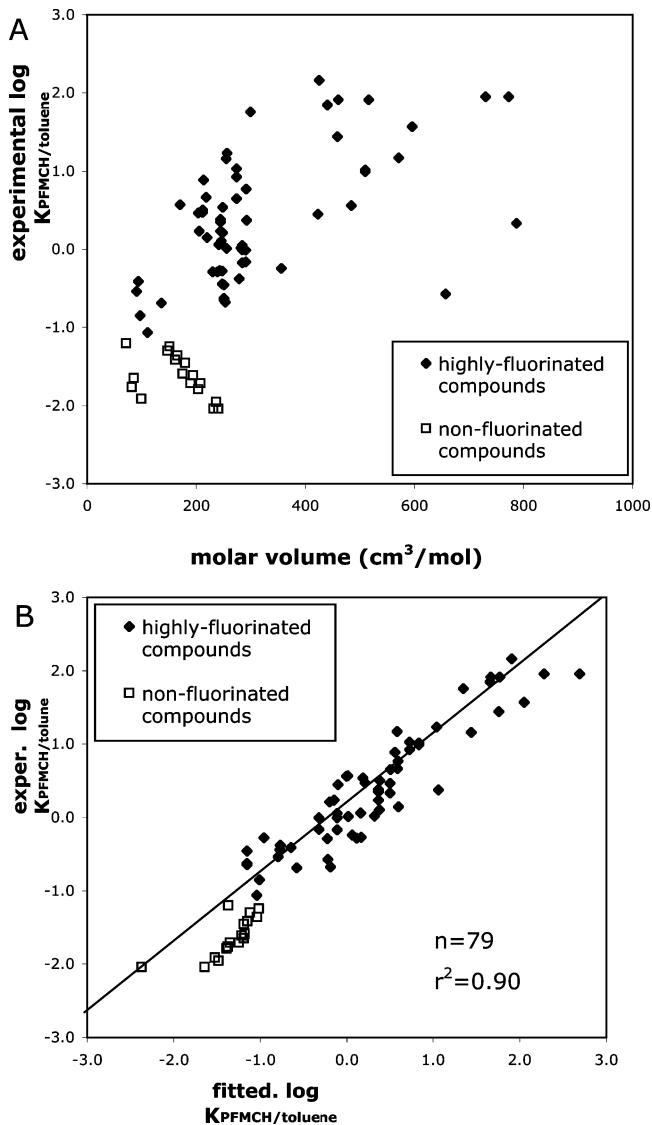 A
experimental log
KPFMCH/toluene
3.0
2.0
1.0
0.0
-1.0
-2.0
-3.0
highly-fluorinated
compounds
non-fluorinated
compounds
0 200 400 600 800 1000
molar volume (cm³/mol)
B
exper. log
KPFMCH/tolune
3.0
2.0
1.0
0.0
-1.0
-2.0
-3.0
highly-fluorinated
compounds
non-fluorinated
compounds
n=79
r²=0.90
-3.0 -2.0 -1.0 0.0 1.0 2.0 3.0
fitted. log
KPFMCH/toluene